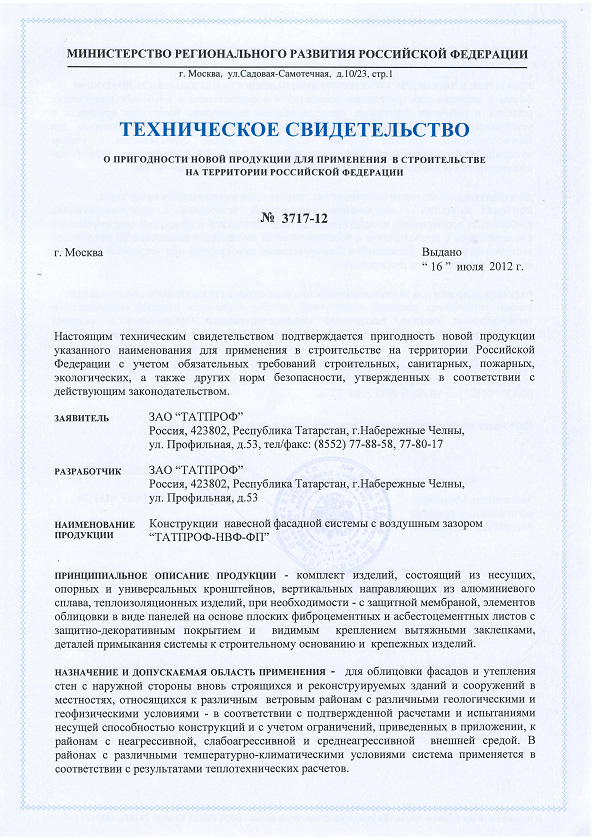 МИНИСТЕРСТВО РЕГИОНАЛЬНОГО РАЗВИТИЯ РОССИЙСКОЙ ФЕДЕРАЦИИ
г. Москва, ул.Садовая-Самотечная, д.10/23, стр.1
ТЕХНИЧЕСКОЕ СВИДЕТЕЛЬСТВО
О ПРИГОДНОСТИ НОВОЙ ПРОДУКЦИИ ДЛЯ ПРИМЕНЕНИЯ В СТРОИТЕЛЬСТВЕ
НА ТЕРРИТОРИИ РОССИЙСКОЙ ФЕДЕРАЦИИ
№ 3717-12
г. Москва
Выдано
“ 16 ” июля 2012 г.
Настоящим техническим свидетельством подтверждается пригодность новой продукции
указанного наименования для применения в строительстве на территории Российской
Федерации с учетом обязательных требований строительных, санитарных, пожарных,
экологических, а также других норм безопасности, утвержденных в соответствии с
действующим законодательством.
ЗАЯВИТЕЛЬ ЗАО “ТАТПРОФ”
Россия, 423802, Республика Татарстан, г.Набережные Челны,
ул. Профильная, д.53, тел/факс: (8552) 77-88-58, 77-80-17
РАЗРАБОТЧИК ЗАО “ТАТПРОФ”
Россия, 423802, Республика Татарстан, г.Набережные Челны,
ул. Профильная, д.53
НАИМЕНОВАНИЕ Конструкции навесной фасадной системы с воздушным зазором
ПРОДУКЦИИ “ТАТПРОФ-НВФ-ФП”
ПРИНЦИПИАЛЬНОЕ ОПИСАНИЕ ПРОДУКЦИИ - комплект изделий, состоящий из несущих,
опорных и универсальных кронштейнов, вертикальных направляющих из алюминиевого
сплава, теплоизоляционных изделий, при необходимости - с защитной мембраной, элементов
облицовки в виде панелей на основе плоских фиброцементных и асбестоцементных листов с
защитно-декоративным покрытием и видимым креплением вытяжными заклепками,
деталей примыкания системы к строительному основанию и крепежных изделий.
НАЗНАЧЕНИЕ И ДОПУСКАЕМАЯ ОБЛАСТЬ ПРИМЕНЕНИЯ - для облицовки фасадов и утепления
стен с наружной стороны вновь строящихся и реконструируемых зданий и сооружений в
местностях, относящихся к различным ветровым районам с различными геологическими и
геофизическими условиями - в соответствии с подтвержденной расчетами и испытаниями
несущей способностью конструкций и с учетом ограничений, приведенных в приложении, к
районам с неагрессивной, слабоагрессивной и среднеагрессивной внешней средой. В
районах с различными температурно-климатическими условиями система применяется в
соответствии с результатами теплотехнических расчетов.